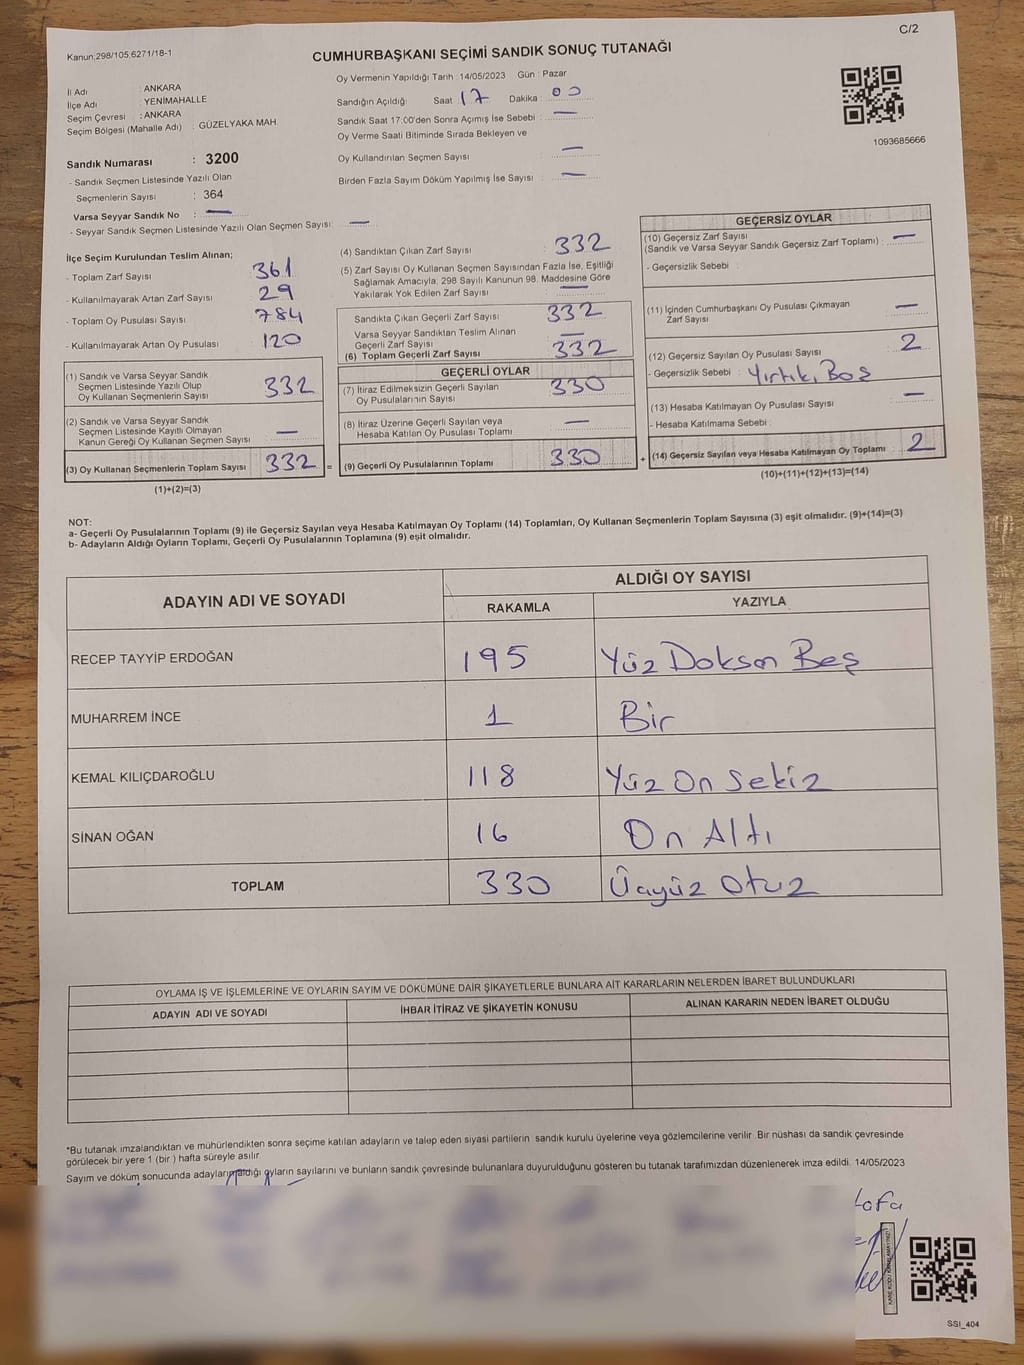 C/2
Kanun;298/105;6271/18-1
CUMHURBAŞKANI SEÇİMİ SANDIK SONUÇ TUTANAĞI
İl Adı : ANKARA
İlçe Adı : YENİMAHALLE
Seçim Çevresi : ANKARA
Seçim Bölgesi (Mahalle Adı) : GÜZELYAKA MAH.
Sandık Numarası : 3200
- Sandık Seçmen Listesinde Yazılı Olan
Seçmenlerin Sayısı : 364
Varsa Seyyar Sandık No : —
- Seyyar Sandık Seçmen Listesinde Yazılı Olan Seçmen Sayısı: —
Oy Vermenin Yapıldığı Tarih : 14/05/2023 Gün : Pazar
Sandığın Açıldığı Saat 17 Dakika : 00
Sandık Saat 17:00'den Sonra Açımış İse Sebebi : —
Oy Verme Saati Bitiminde Sırada Bekleyen ve
Oy Kullandırılan Seçmen Sayısı : —
Birden Fazla Sayım Döküm Yapılmış İse Sayısı : —
1093685666
İlçe Seçim Kurulundan Teslim Alınan;
- Toplam Zarf Sayısı 361
- Kullanılmayarak Artan Zarf Sayısı 29
- Toplam Oy Pusulası Sayısı 784
- Kullanılmayarak Artan Oy Pusulası 120
(1) Sandık ve Varsa Seyyar Sandık
Seçmen Listesinde Yazılı Olup
Oy Kullanan Seçmenlerin Sayısı 332
(2) Sandık ve Varsa Seyyar Sandık
Seçmen Listesinde Kayıtlı Olmayan
Kanun Gereği Oy Kullanan Seçmen Sayısı —
(3) Oy Kullanan Seçmenlerin Toplam Sayısı 332 =
(1)+(2)=(3)
(4) Sandıktan Çıkan Zarf Sayısı : 332
(5) Zarf Sayısı Oy Kullanan Seçmen Sayısından Fazla İse, Eşitliği
Sağlamak Amacıyla; 298 Sayılı Kanunun 98. Maddesine Göre
Yakılarak Yok Edilen Zarf Sayısı : —
Sandıkta Çıkan Geçerli Zarf Sayısı 332
Varsa Seyyar Sandıktan Teslim Alınan
Geçerli Zarf Sayısı —
(6) Toplam Geçerli Zarf Sayısı 332
GEÇERLİ OYLAR
(7) İtiraz Edilmeksizin Geçerli Sayılan
Oy Pusulalarının Sayısı 330
(8) İtiraz Üzerine Geçerli Sayılan veya
Hesaba Katılan Oy Pusulası Toplamı —
(9) Geçerli Oy Pusulalarının Toplamı 330 +
GEÇERSİZ OYLAR
(10) Geçersiz Zarf Sayısı
(Sandık ve Varsa Seyyar Sandık Geçersiz Zarf Toplamı) : —
- Geçersizlik Sebebi :
(11) İçinden Cumhurbaşkanı Oy Pusulası Çıkmayan
Zarf Sayısı —
(12) Geçersiz Sayılan Oy Pusulası Sayısı 2
- Geçersizlik Sebebi : Yırtık, Boş
(13) Hesaba Katılmayan Oy Pusulası Sayısı —
- Hesaba Katılmama Sebebi :
(14) Geçersiz Sayılan veya Hesaba Katılmayan Oy Toplamı 2
(10)+(11)+(12)+(13)=(14)
NOT:
a- Geçerli Oy Pusulalarının Toplamı (9) ile Geçersiz Sayılan veya Hesaba Katılmayan Oy Toplamı (14) Toplamları, Oy Kullanan Seçmenlerin Toplam Sayısına (3) eşit olmalıdır. (9)+(14)=(3)
b- Adayların Aldığı Oyların Toplamı, Geçerli Oy Pusulalarının Toplamına (9) eşit olmalıdır.
ADAYIN ADI VE SOYADI
ALDIĞI OY SAYISI
RAKAMLA YAZIYLA
RECEP TAYYİP ERDOĞAN 195 Yüz Doksan Beş
MUHARREM İNCE 1 Bir
KEMAL KILIÇDAROĞLU 118 Yüz On Sekiz
SİNAN OĞAN 16 On Altı
TOPLAM 330 Üçyüz Otuz
OYLAMA İŞ VE İŞLEMLERİNE VE OYLARIN SAYIM VE DÖKÜMÜNE DAİR ŞİKAYETLERLE BUNLARA AİT KARARLARIN NELERDEN İBARET BULUNDUKLARI
ADAYIN ADI VE SOYADI İHBAR İTİRAZ VE ŞİKAYETİN KONUSU ALINAN KARARIN NEDEN İBARET OLDUĞU
*Bu tutanak imzalandıktan ve mühürlendikten sonra seçime katılan adayların ve talep eden siyasi partilerin sandık kurulu üyelerine veya gözlemcilerine verilir. Bir nüshası da sandık çevresinde
görülecek bir yere 1 (bir ) hafta süreyle asılır.
Sayım ve döküm sonucunda adayların aldığı oyların sayılarını ve bunların sandık çevresinde bulunanlara duyurulduğunu gösteren bu tutanak tarafımızdan düzenlenerek imza edildi. 14/05/2023
KARE KODU KARALAMAYINIZ!
SSI_404